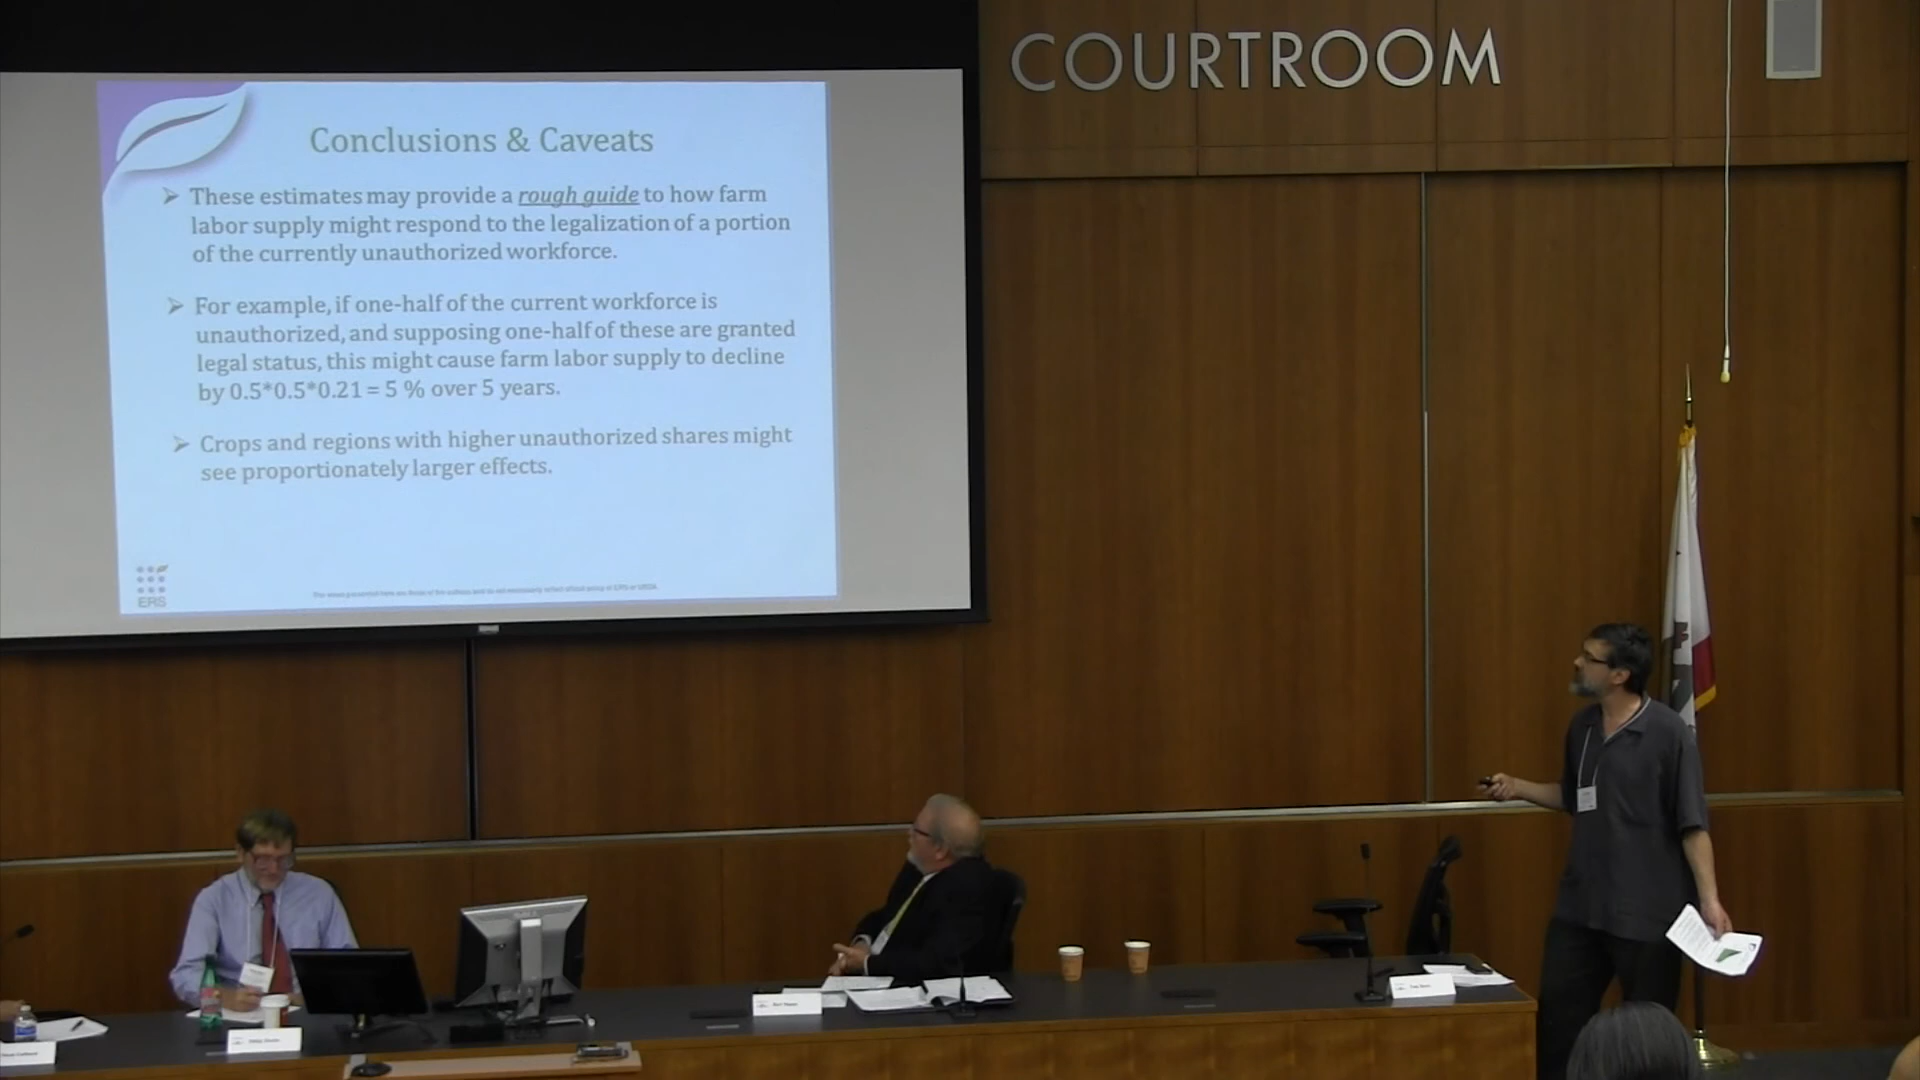 COURTROOM
Conclusions & Caveats
➢ These estimates may provide a rough guide to how farm
labor supply might respond to the legalization of a portion
of the currently unauthorized workforce.
➢ For example, if one-half of the current workforce is
unauthorized, and supposing one-half of these are granted
legal status, this might cause farm labor supply to decline
by 0.5*0.5*0.21 = 5 % over 5 years.
➢ Crops and regions with higher unauthorized shares might
see proportionately larger effects.
ERS